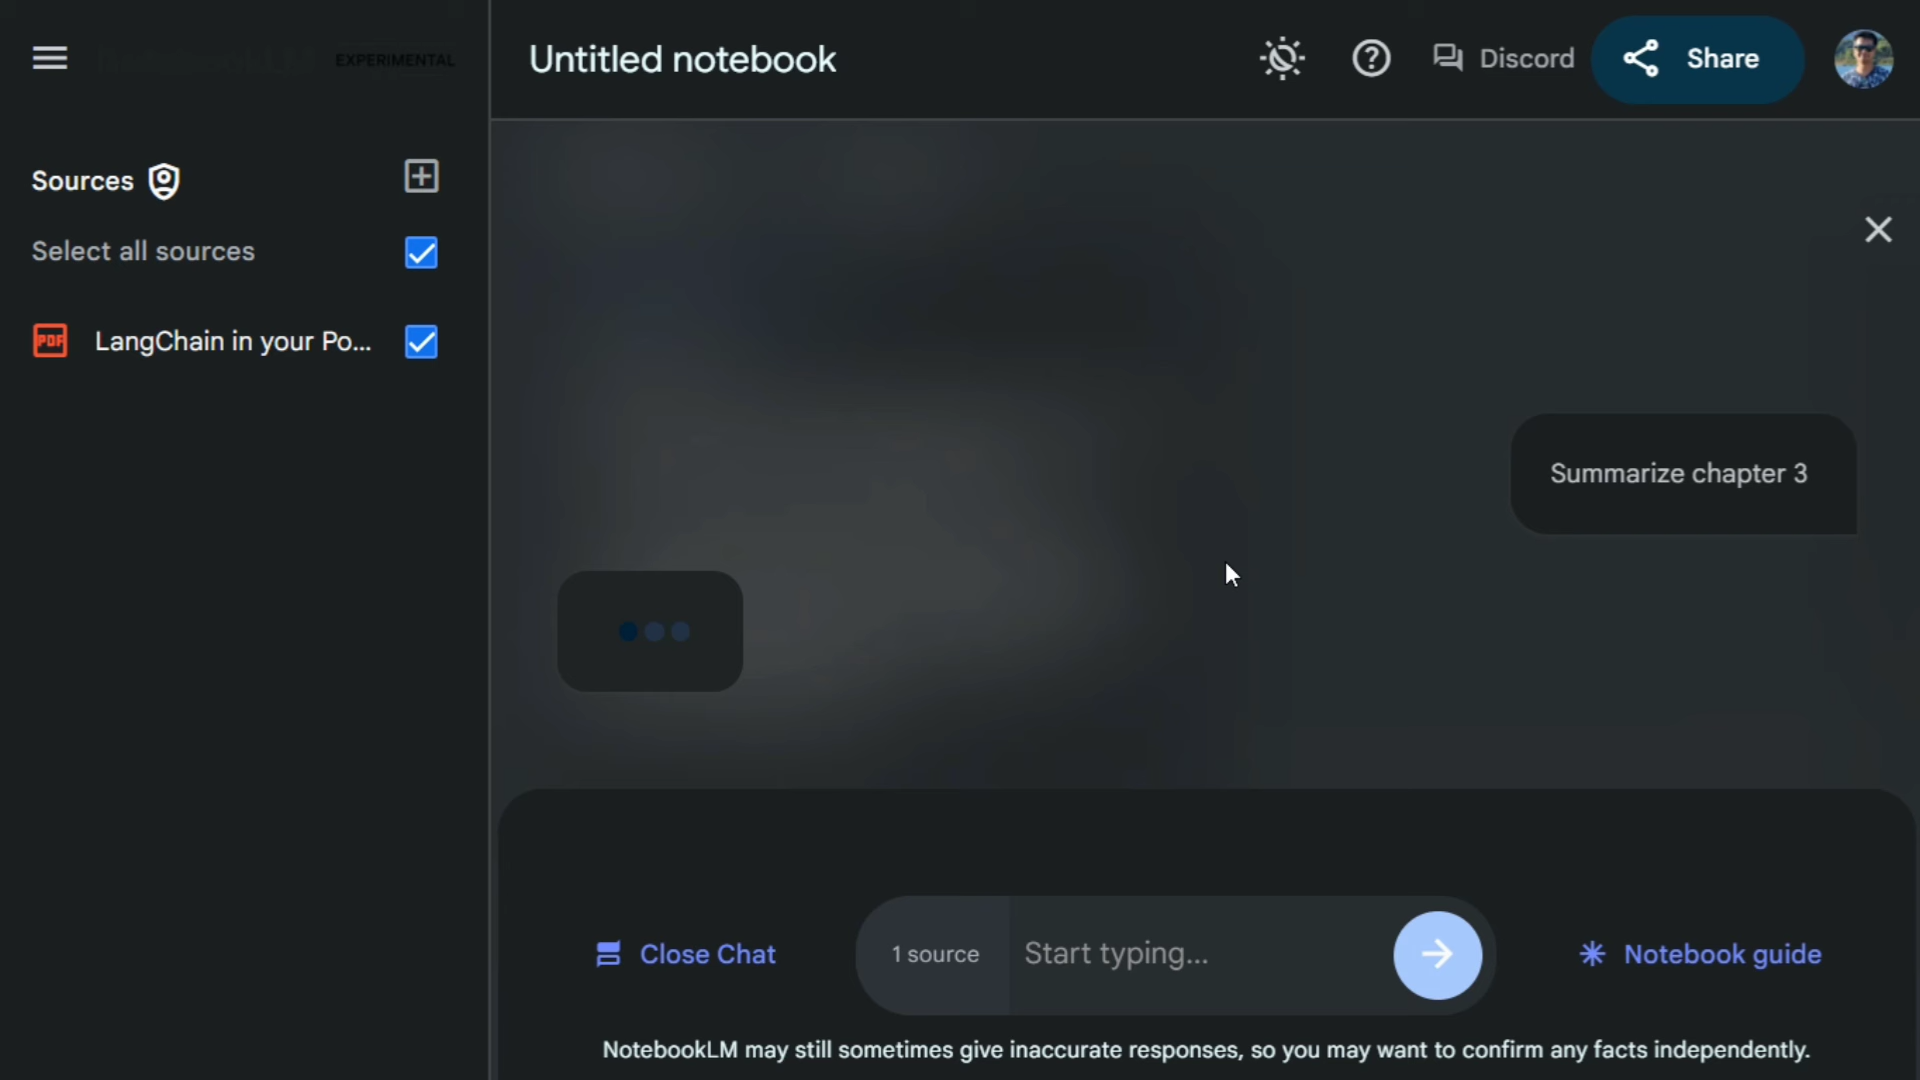 EXPERIMENTAL
Untitled notebook
Discord
Share
Sources
Select all sources
PDF
LangChain in your Po...
Summarize chapter 3
Close Chat
1 source
Start typing...
Notebook guide
NotebookLM may still sometimes give inaccurate responses, so you may want to confirm any facts independently.